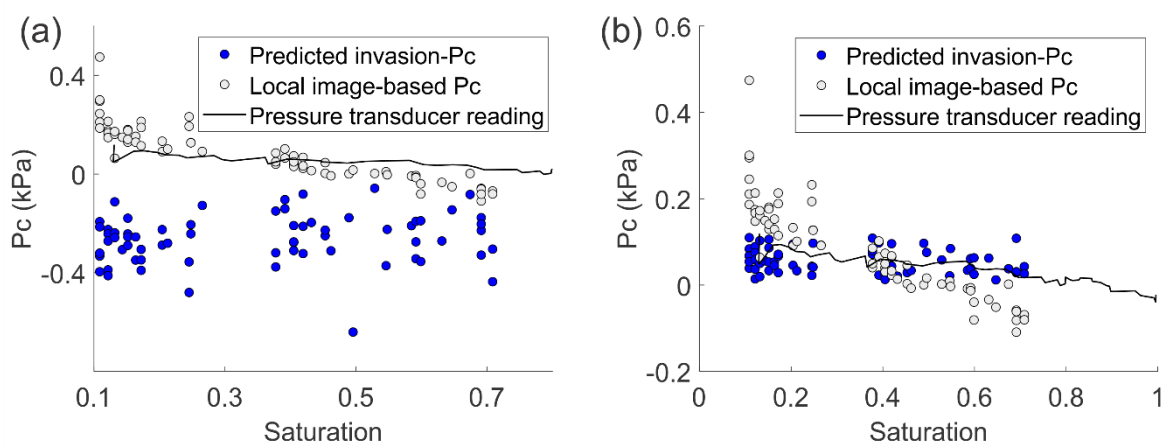 (a)
Predicted invasion-Pc
Local image-based Pc
Pressure transducer reading
0.4
0
-0.4
Pc (kPa)
0.1
0.3
0.5
0.7
Saturation
(b)
Predicted invasion-Pc
Local image-based Pc
Pressure transducer reading
0.6
0.4
0.2
0
-0.2
Pc (kPa)
0
0.2
0.4
0.6
0.8
1
Saturation